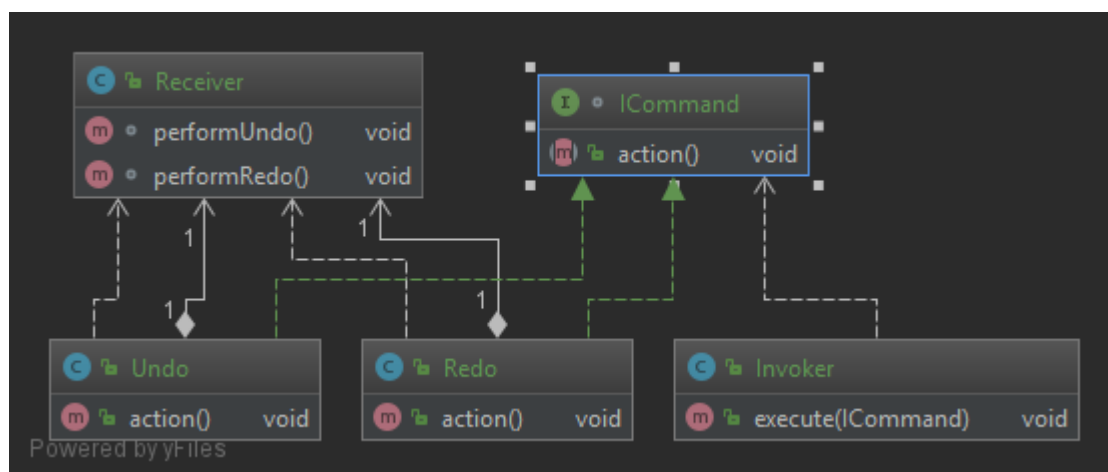 Receiver
performUndo() void
performRedo() void
ICommand
action() void
1
1
1
1
Undo
action() void
Redo
action() void
Invoker
execute(ICommand) void
Powered by yFiles